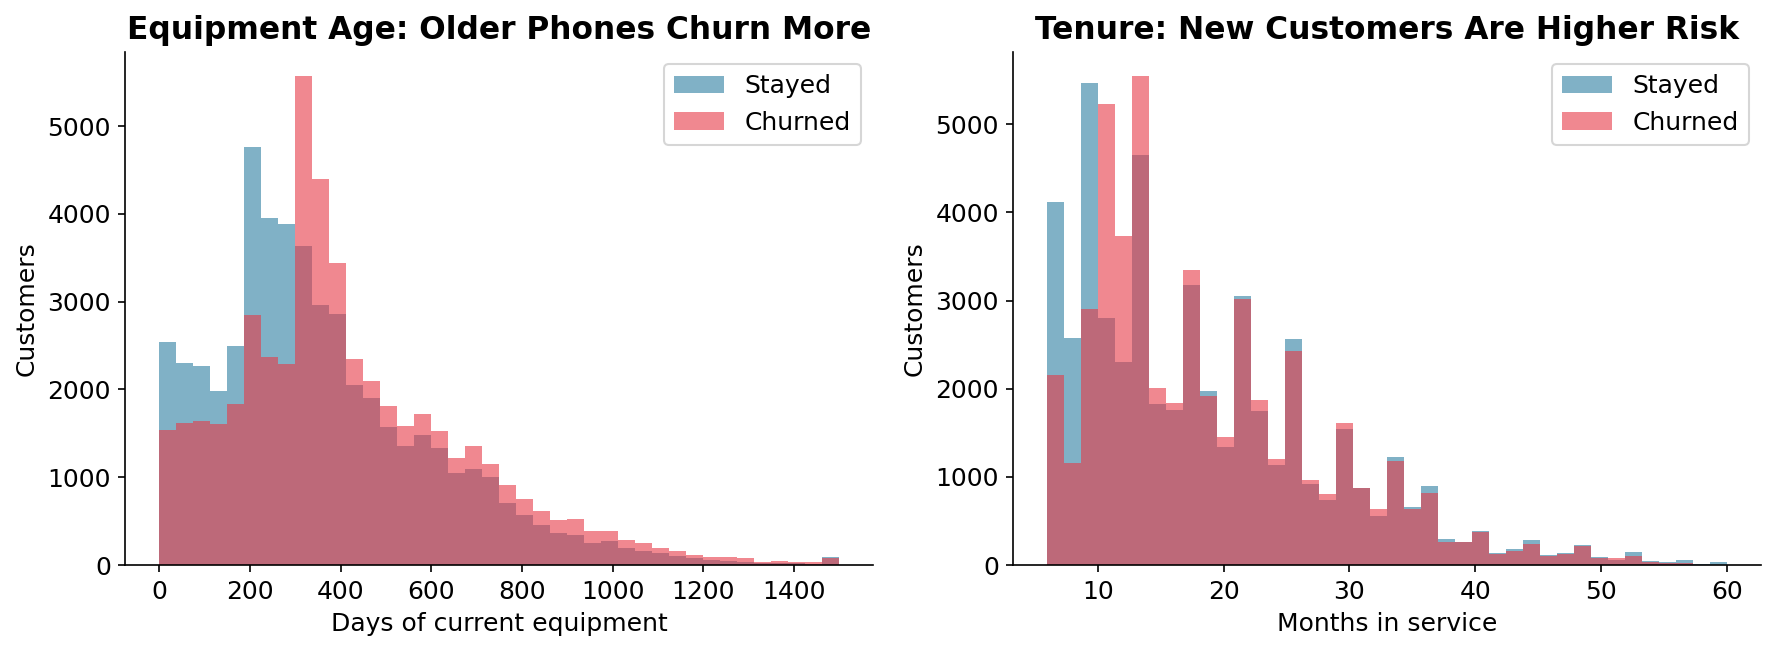 Equipment Age: Older Phones Churn More
Stayed
Churned
5000
4000
3000
2000
1000
0
Customers
0 200 400 600 800 1000 1200 1400
Days of current equipment
Tenure: New Customers Are Higher Risk
Stayed
Churned
5000
4000
3000
2000
1000
0
Customers
10 20 30 40 50 60
Months in service